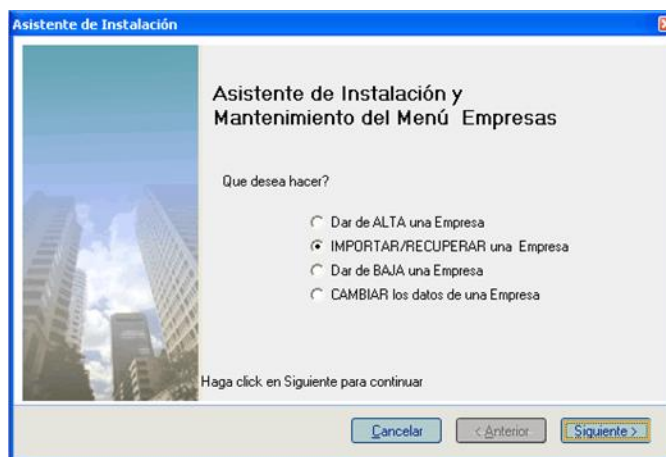 Asistente de Instalación
Asistente de Instalación y
Mantenimiento del Menú Empresas
Que desea hacer?
Dar de ALTA una Empresa
IMPORTAR/RECUPERAR una Empresa
Dar de BAJA una Empresa
CAMBIAR los datos de una Empresa
Haga click en Siguiente para continuar
Cancelar < Anterior Siguiente >